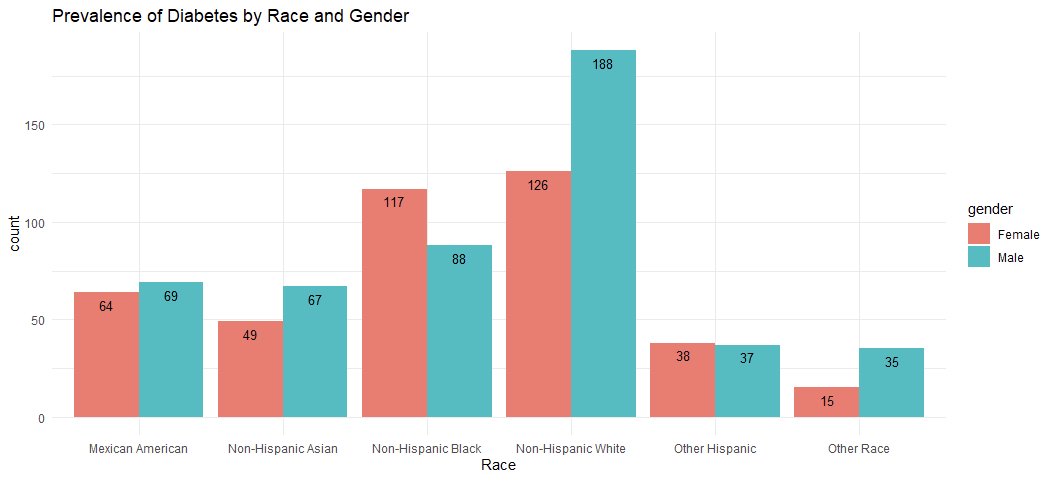 Prevalence of Diabetes by Race and Gender
188
150
126
117
gender
count
100
Female
88
Male
64
69
67
50
49
38
37
35
15
0
Mexican American
Non-Hispanic Asian
Non-Hispanic Black
Non-Hispanic White
Other Hispanic
Other Race
Race